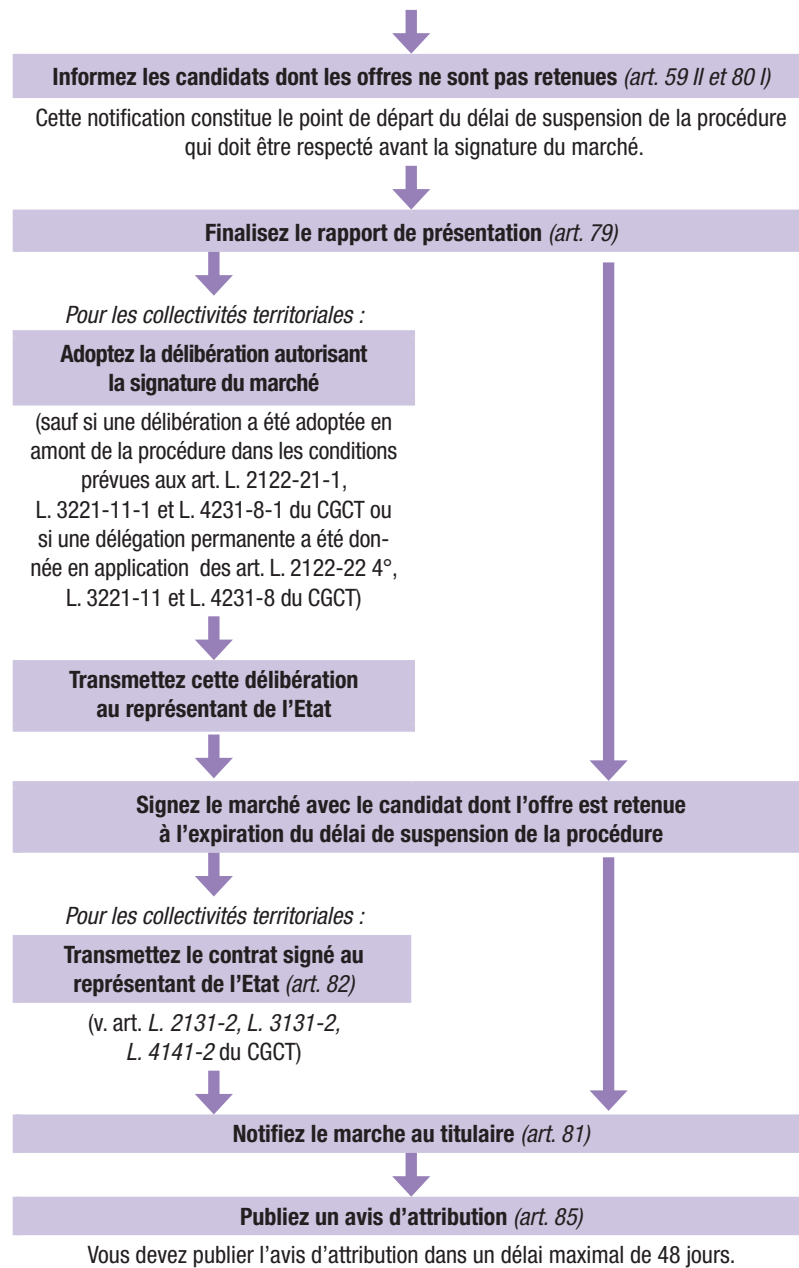 Informez les candidats dont les offres ne sont pas retenues (art. 59 II et 80 I)
Cette notification constitue le point de départ du délai de suspension de la procédure
qui doit être respecté avant la signature du marché.
Finalisez le rapport de présentation (art. 79)
Pour les collectivités territoriales :
Adoptez la délibération autorisant
la signature du marché
(sauf si une délibération a été adoptée en
amont de la procédure dans les conditions
prévues aux art. L. 2122-21-1,
L. 3221-11-1 et L. 4231-8-1 du CGCT ou
si une délégation permanente a été don-
née en application des art. L. 2122-22 4°,
L. 3221-11 et L. 4231-8 du CGCT)
Transmettez cette délibération
au représentant de l'Etat
Signez le marché avec le candidat dont l'offre est retenue
à l'expiration du délai de suspension de la procédure
Pour les collectivités territoriales :
Transmettez le contrat signé au
représentant de l'Etat (art. 82)
(v. art. L. 2131-2, L. 3131-2,
L. 4141-2 du CGCT)
Notifiez le marche au titulaire (art. 81)
Publiez un avis d'attribution (art. 85)
Vous devez publier l'avis d'attribution dans un délai maximal de 48 jours.